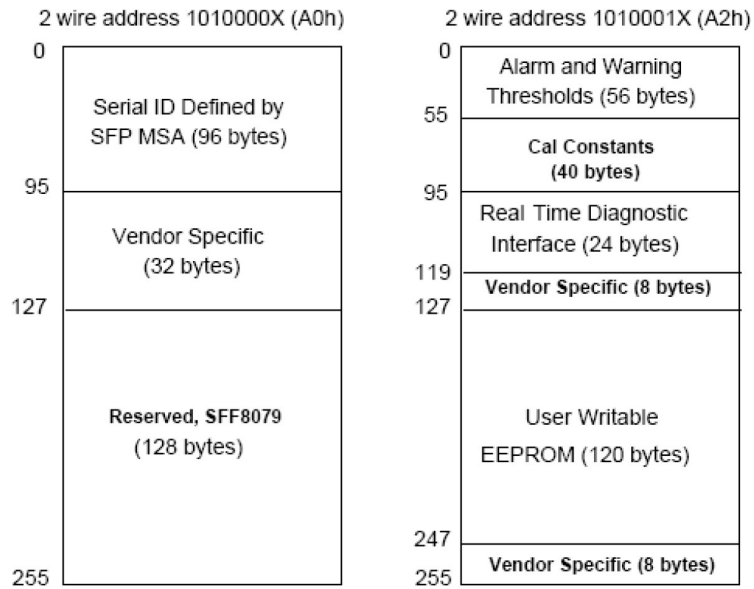 2 wire address 1010000X (A0h)
0
Serial ID Defined by
SFP MSA (96 bytes)
95
Vendor Specific
(32 bytes)
127
Reserved, SFF8079
(128 bytes)
255
2 wire address 1010001X (A2h)
0
Alarm and Warning
Thresholds (56 bytes)
55
Cal Constants
(40 bytes)
95
Real Time Diagnostic
Interface (24 bytes)
119
Vendor Specific (8 bytes)
127
User Writable
EEPROM (120 bytes)
247
Vendor Specific (8 bytes)
255